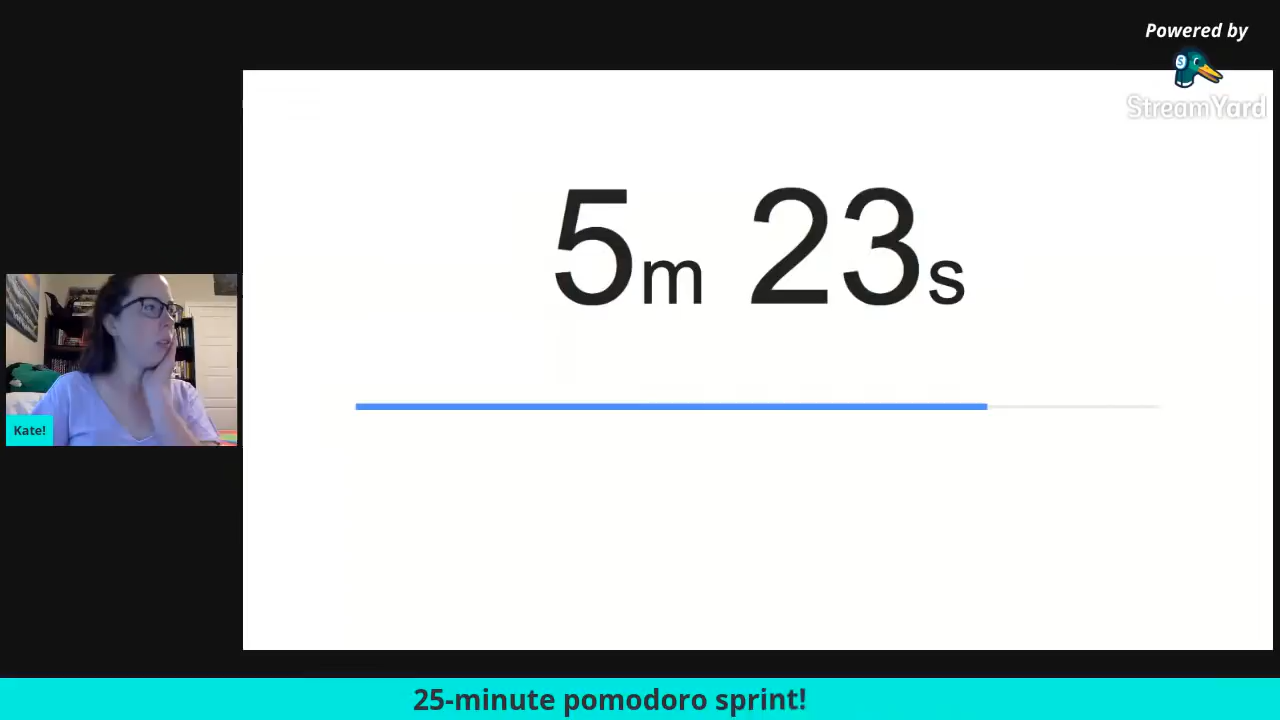 Powered by
S
StreamYard
5m 23s
Kate!
25-minute pomodoro sprint!